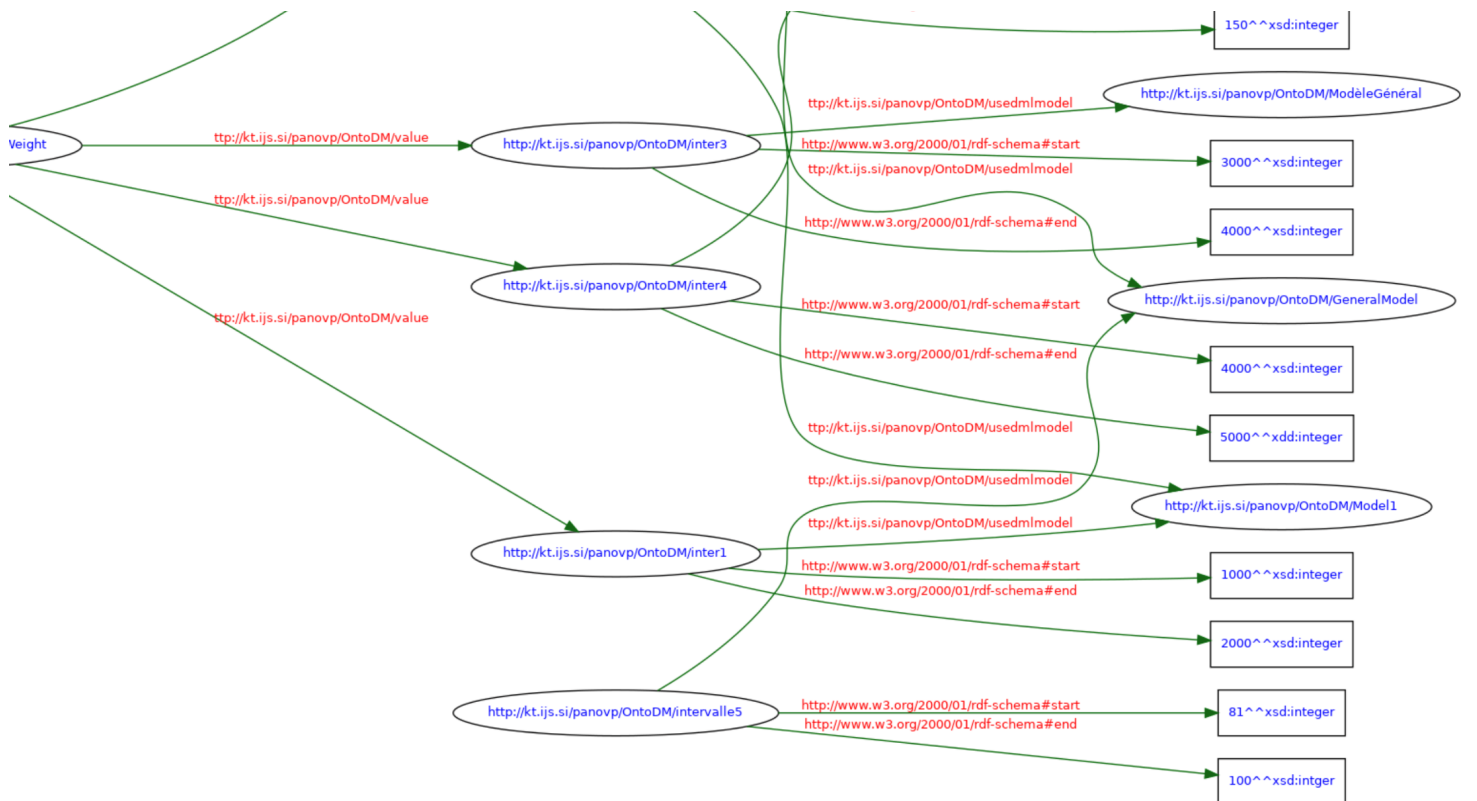 150^^xsd:integer
http://kt.ijs.si/panovp/OntoDM/ModèleGénéral
ttp://kt.ijs.si/panovp/OntoDM/usedmlmodel
ttp://kt.ijs.si/panovp/OntoDM/value
Weight
http://kt.ijs.si/panovp/OntoDM/inter3
http://www.w3.org/2000/01/rdf-schema#start
3000^^xsd:integer
ttp://kt.ijs.si/panovp/OntoDM/usedmlmodel
ttp://kt.ijs.si/panovp/OntoDM/value
http://www.w3.org/2000/01/rdf-schema#end
4000^^xsd:integer
http://kt.ijs.si/panovp/OntoDM/inter4
http://kt.ijs.si/panovp/OntoDM/GeneralModel
http://www.w3.org/2000/01/rdf-schema#start
ttp://kt.ijs.si/panovp/OntoDM/value
http://www.w3.org/2000/01/rdf-schema#end
4000^^xsd:integer
ttp://kt.ijs.si/panovp/OntoDM/usedmlmodel
5000^^xdd:integer
ttp://kt.ijs.si/panovp/OntoDM/usedmlmodel
http://kt.ijs.si/panovp/OntoDM/Model1
ttp://kt.ijs.si/panovp/OntoDM/usedmlmodel
http://kt.ijs.si/panovp/OntoDM/inter1
http://www.w3.org/2000/01/rdf-schema#start
1000^^xsd:integer
http://www.w3.org/2000/01/rdf-schema#end
2000^^xsd:integer
http://kt.ijs.si/panovp/OntoDM/intervalle5
http://www.w3.org/2000/01/rdf-schema#start
81^^xsd:integer
http://www.w3.org/2000/01/rdf-schema#end
100^^xsd:intger